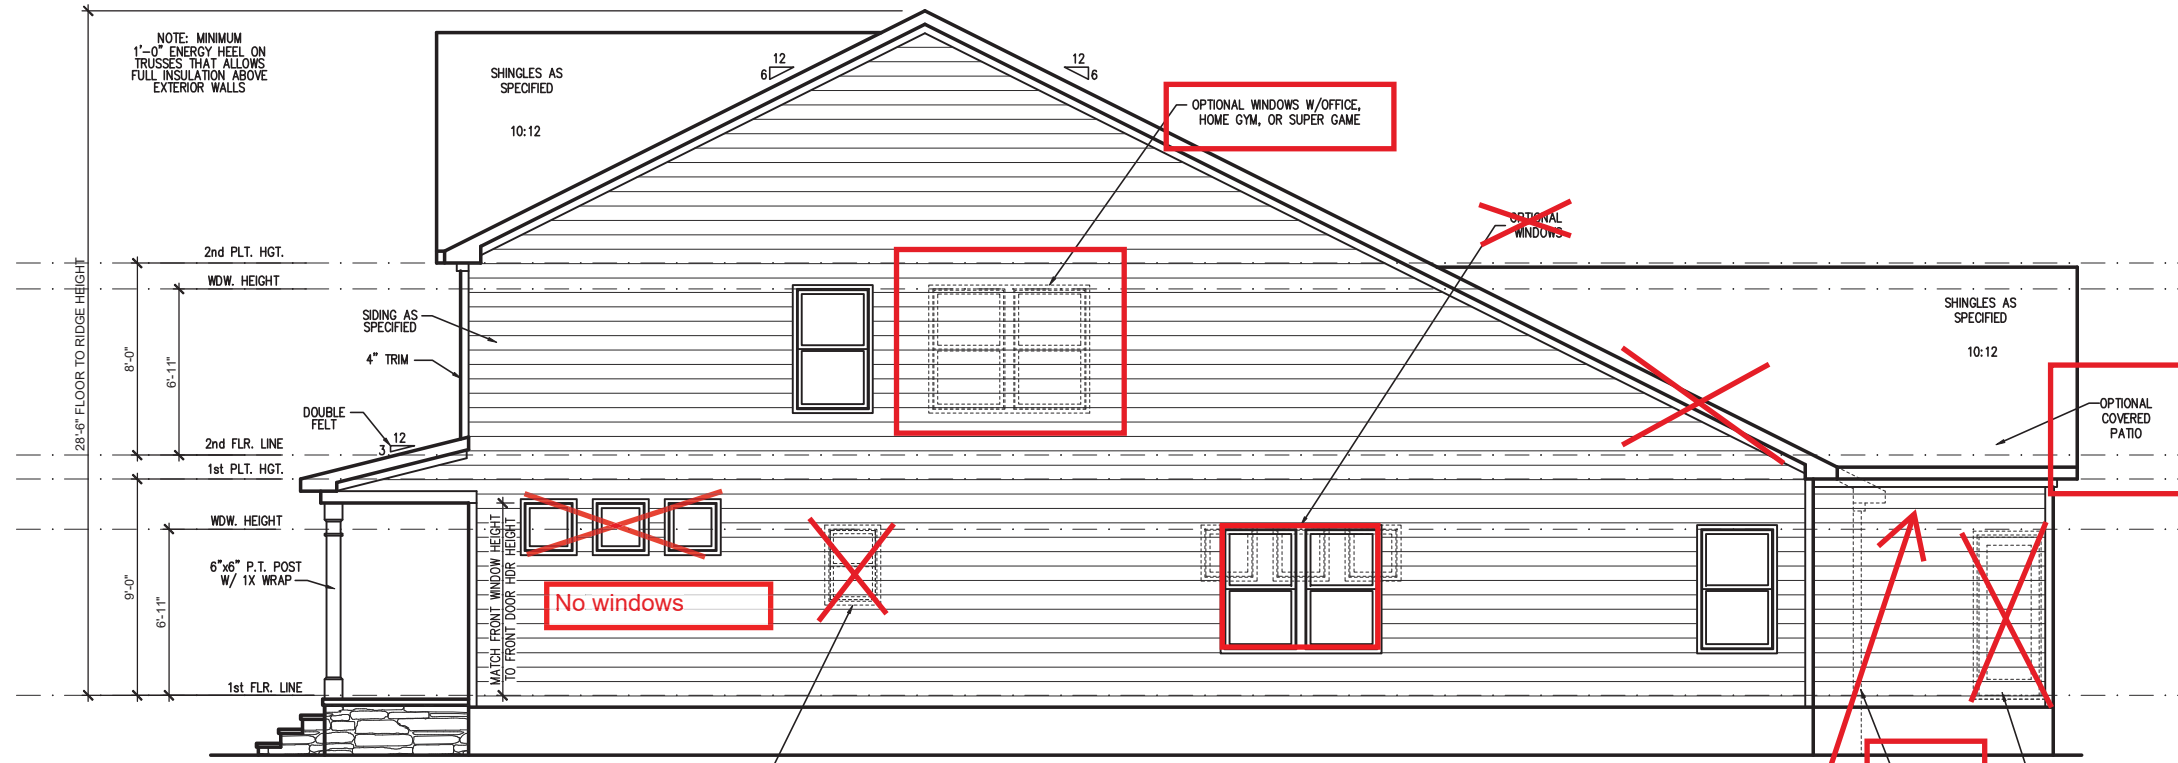 NOTE: MINIMUM
1'-0" ENERGY HEEL ON
TRUSSES THAT ALLOWS
FULL INSULATION ABOVE
EXTERIOR WALLS
SHINGLES AS
SPECIFIED
10:12
12
6
12
6
OPTIONAL WINDOWS W/OFFICE,
HOME GYM, OR SUPER GAME
OPTIONAL
WINDOWS
2nd PLT. HGT.
WDW. HEIGHT
SIDING AS
SPECIFIED
4" TRIM
DOUBLE
FELT
12
3
2nd FLR. LINE
1st PLT. HGT.
WDW. HEIGHT
6"x6" P.T. POST
W/ 1X WRAP
1st FLR. LINE
28'-6" FLOOR TO RIDGE HEIGHT
8'-0"
6'-11"
9'-0"
6'-11"
MATCH FRONT WINDOW HEIGHT
TO FRONT DOOR HDR HEIGHT
No windows
SHINGLES AS
SPECIFIED
10:12
OPTIONAL
COVERED
PATIO